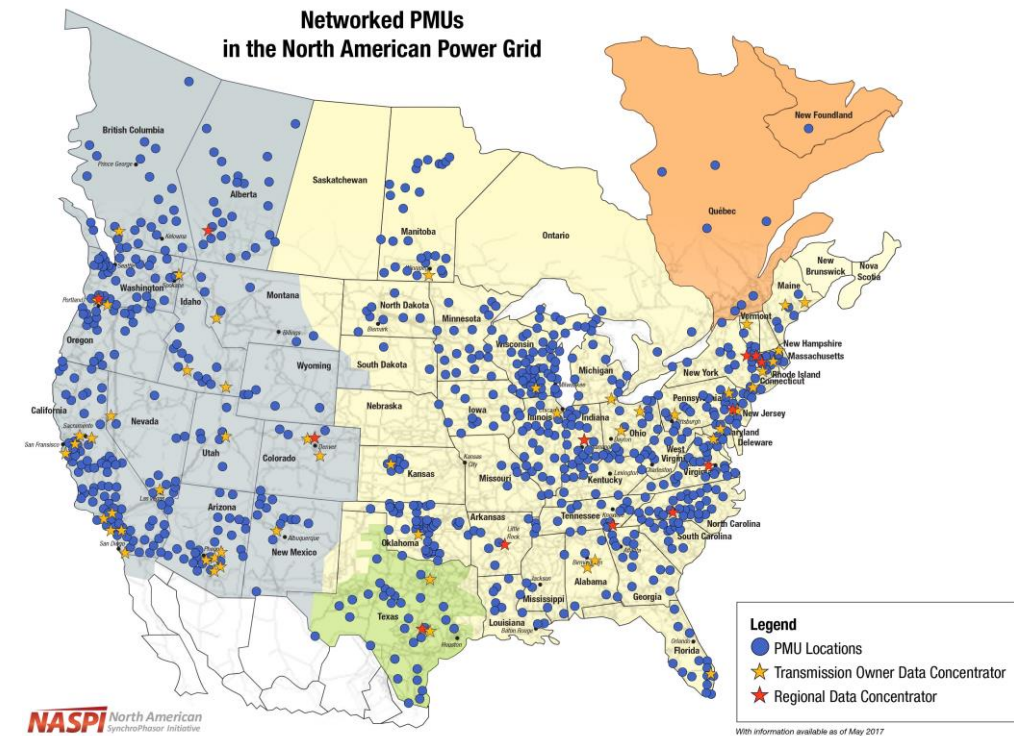 Networked PMUs
in the North American Power Grid
New Foundland
British Columbia
Prince George
Alberta
Saskatchewan
Manitoba
Ontario
Québec
Kelowna
Winnipeg
New
Brunswick
Nova
Scotia
Maine
Seattle
Washington
Spokane
Portland
Idaho
Montana
Billings
North Dakota
Bismark
Minnesota
Vermont
New Hampshire
Massachusetts
Rhode Island
Connecticut
Oregon
Wyoming
South Dakota
Wisconsin
Milwaukee
Michigan
New York
California
Nevada
Nebraska
Iowa
Illinois
Indiana
Ohio
Dayton
Pittsburgh
New Jersey
Deleware
Sacramento
San Francisco
Utah
Colorado
Denver
Kansas
Kansas
City
Missouri
West
Virginia
Charleston
Lexington
Kentucky
Virginia
Las Vegas
Arizona
Albuquerque
New Mexico
Oklahoma
Arkansas
Little
Rock
Tennessee
North Carolina
South Carolina
San Diego
Jackson
Mississippi
Alabama
Georgia
Texas
Houston
Louisiana
Baton Rouge
Orlando
Florida
Legend
PMU Locations
Transmission Owner Data Concentrator
Regional Data Concentrator
With information available as of May 2017
NASPI North American
SynchroPhasor Initiative